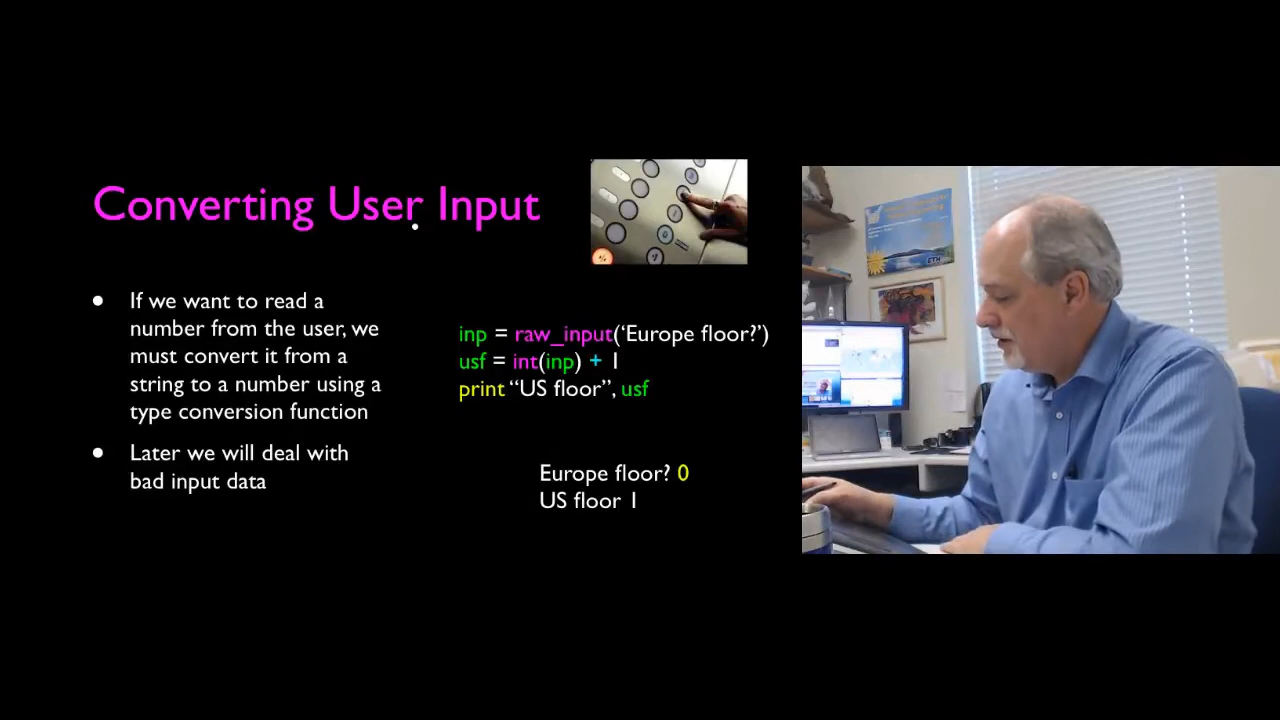 Converting User Input
● If we want to read a
number from the user, we
must convert it from a
string to a number using a
type conversion function
● Later we will deal with
bad input data
inp = raw_input(‘Europe floor?’)
usf = int(inp) + 1
print “US floor”, usf
Europe floor? 0
US floor 1
ETH